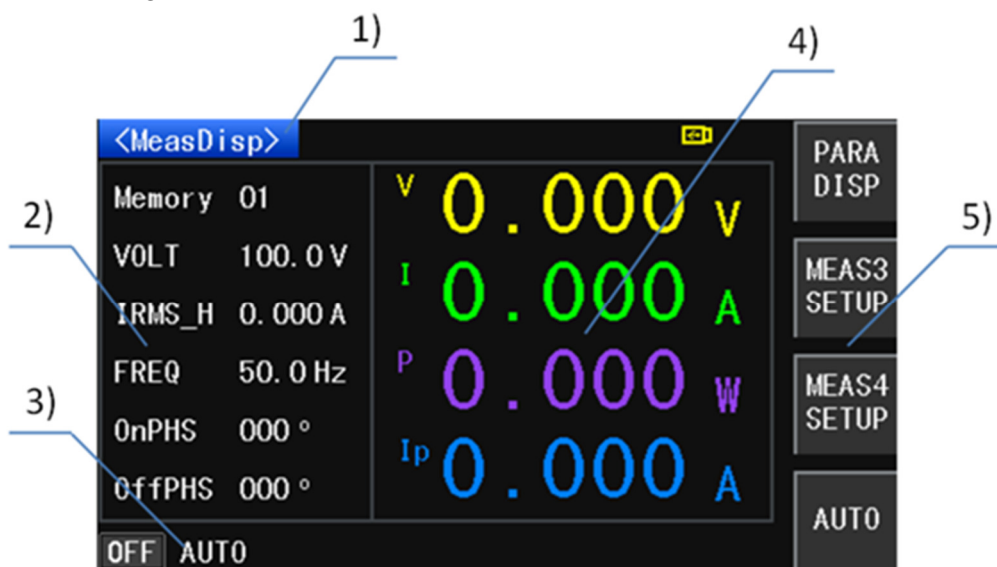 1)
4)
<MeasDisp>
PARA
DISP
Memory 01
V 0.000 V
2)
5)
VOLT 100.0 V
I 0.000 A
MEAS3
SETUP
IRMS_H 0.000 A
FREQ 50.0 Hz
P 0.000 W
MEAS4
SETUP
3)
OnPHS 000 °
Ip 0.000 A
OffPHS 000 °
AUTO
OFF AUTO